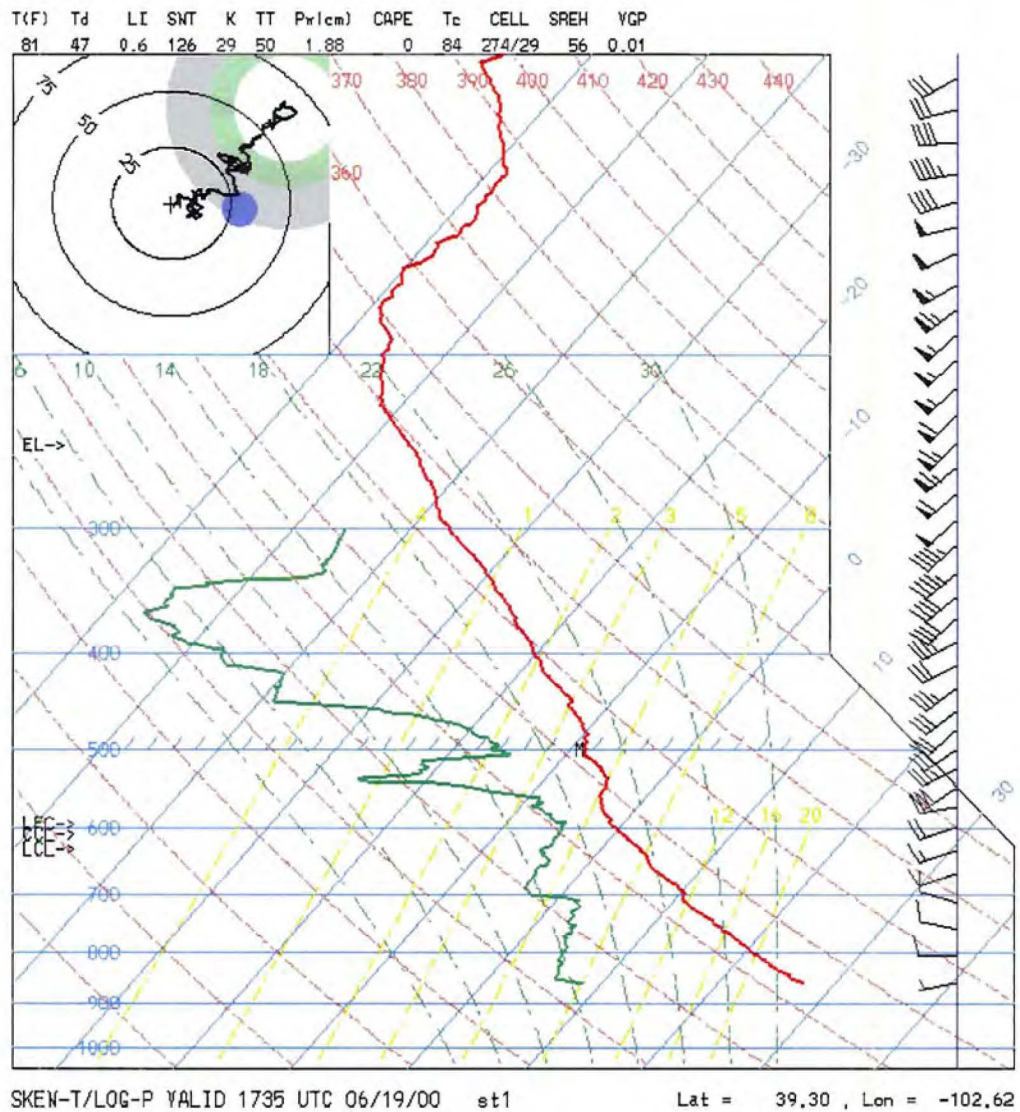 T(F) Td LI SWT K TT Pw(cm) CAPE Tc CELL SREH VGP
81 47 0.6 126 29 50 1.88 0 84 274/29 56 0.01
75
50
25
370 380 390 400 410 420 430 440
360
-30
-20
6 10 14 18 22 26 30
-10
EL->
300
.4 1 2 3 5 8
0
400
10
500
M
30
LFC->
600
12 16 20
LCL->
700
800
900
1000
SKEW-T/LOG-P VALID 1735 UTC 06/19/00 st1 Lat = 39.30 , Lon = -102.62